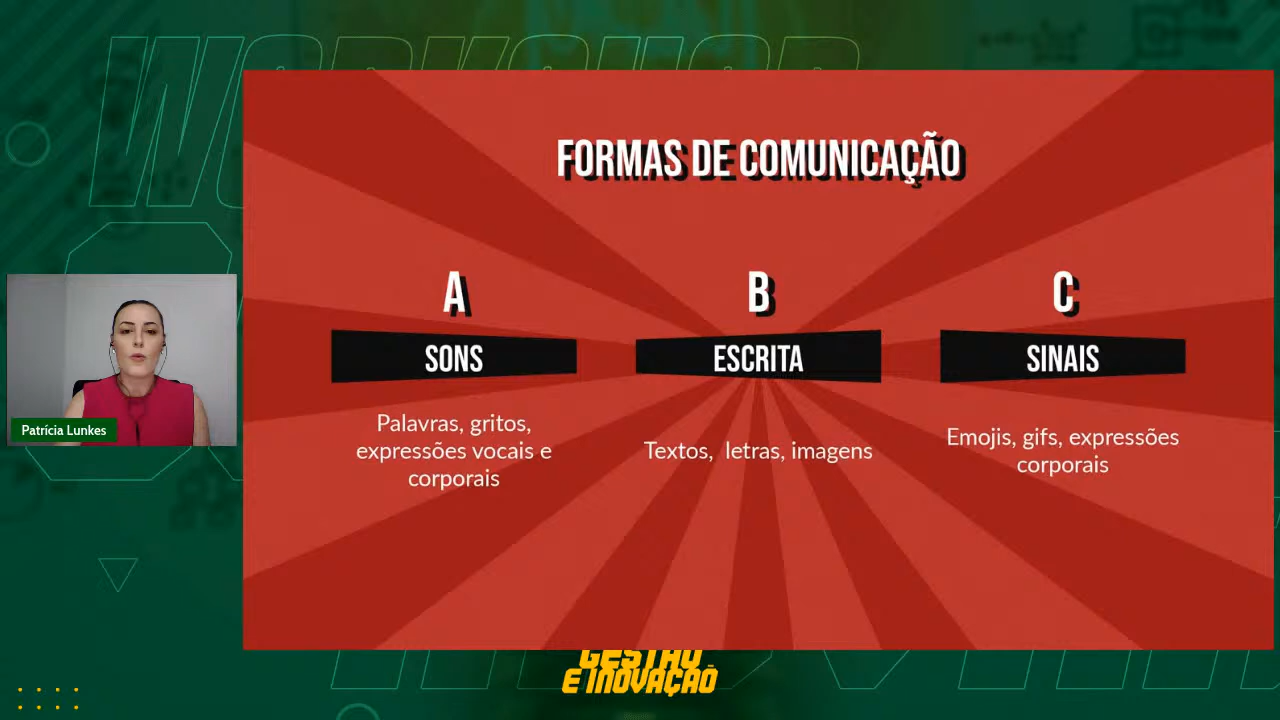 WORKSHOP
FORMAS DE COMUNICAÇÃO
A
SONS
Palavras, gritos,
expressões vocais e
corporais
B
ESCRITA
Textos, letras, imagens
C
SINAIS
Emojis, gifs, expressões
corporais
Patrícia Lunkes
GESTÃO
E INOVAÇÃO